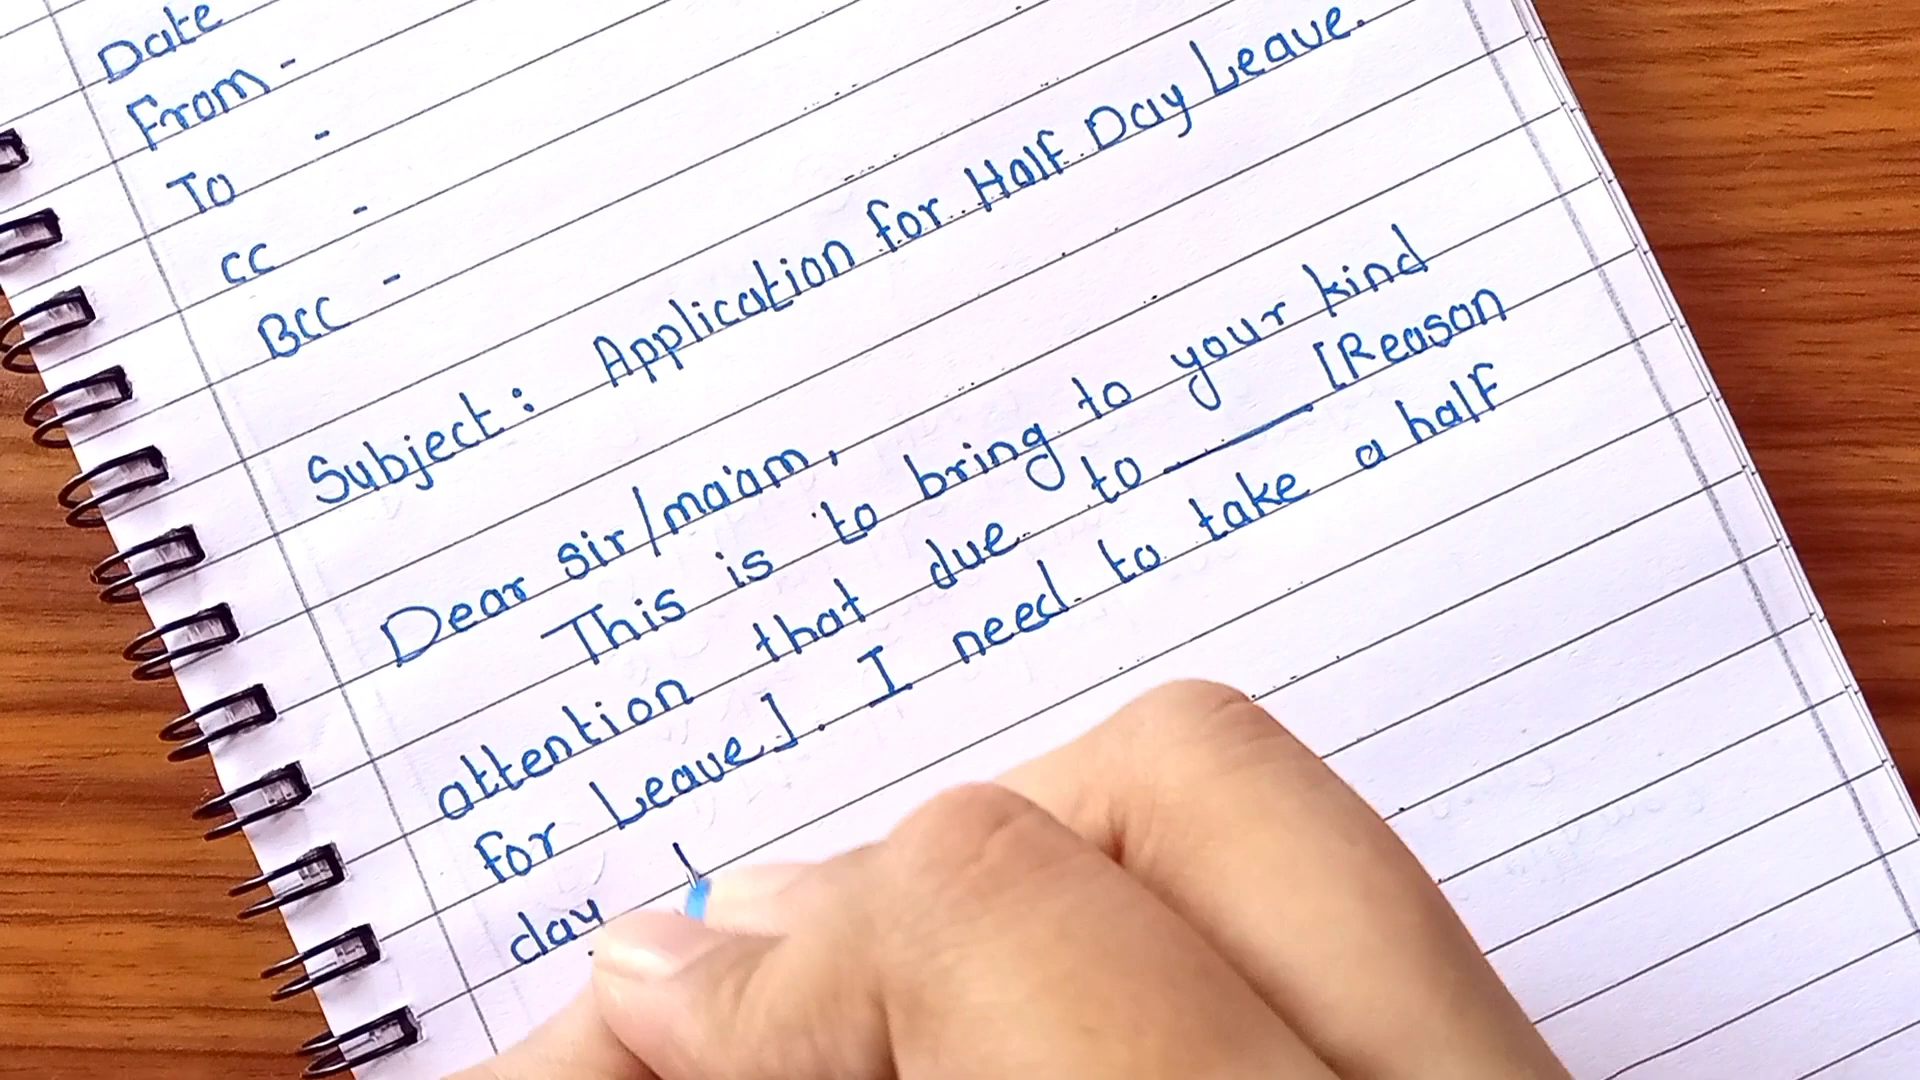 Date
From -
To -
CC -
BCC -
Subject: Application for Half Day Leave.
Dear sir/ma'am,
This is to bring to your kind
attention that due to ______ [Reason
for Leave]. I need to take a half
day